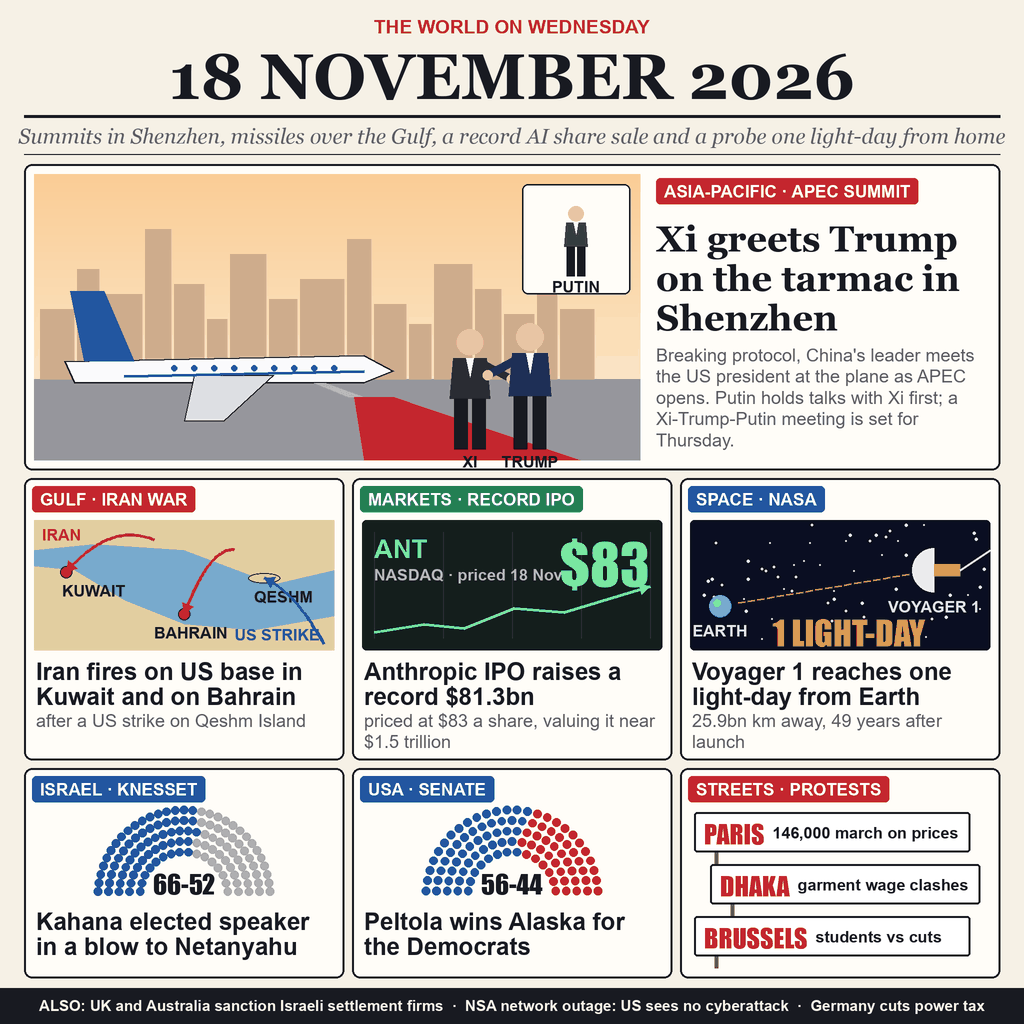 THE WORLD ON WEDNESDAY
18 NOVEMBER 2026
Summits in Shenzhen, missiles over the Gulf, a record AI share sale and a probe one light-day from home
PUTIN
XI
TRUMP
ASIA-PACIFIC · APEC SUMMIT
Xi greets Trump
on the tarmac in
Shenzhen
Breaking protocol, China's leader meets
the US president at the plane as APEC
opens. Putin holds talks with Xi first; a
Xi-Trump-Putin meeting is set for
Thursday.
GULF · IRAN WAR
IRAN
KUWAIT
QESHM
BAHRAIN
US STRIKE
Iran fires on US base in
Kuwait and on Bahrain
after a US strike on Qeshm Island
MARKETS · RECORD IPO
ANT
NASDAQ · priced 18 Nov
$83
Anthropic IPO raises a
record $81.3bn
priced at $83 a share, valuing it near
$1.5 trillion
SPACE · NASA
VOYAGER 1
EARTH
1 LIGHT-DAY
Voyager 1 reaches one
light-day from Earth
25.9bn km away, 49 years after
launch
ISRAEL · KNESSET
66-52
Kahana elected speaker
in a blow to Netanyahu
USA · SENATE
56-44
Peltola wins Alaska for
the Democrats
STREETS · PROTESTS
PARIS 146,000 march on prices
DHAKA garment wage clashes
BRUSSELS students vs cuts
ALSO: UK and Australia sanction Israeli settlement firms · NSA network outage: US sees no cyberattack · Germany cuts power tax